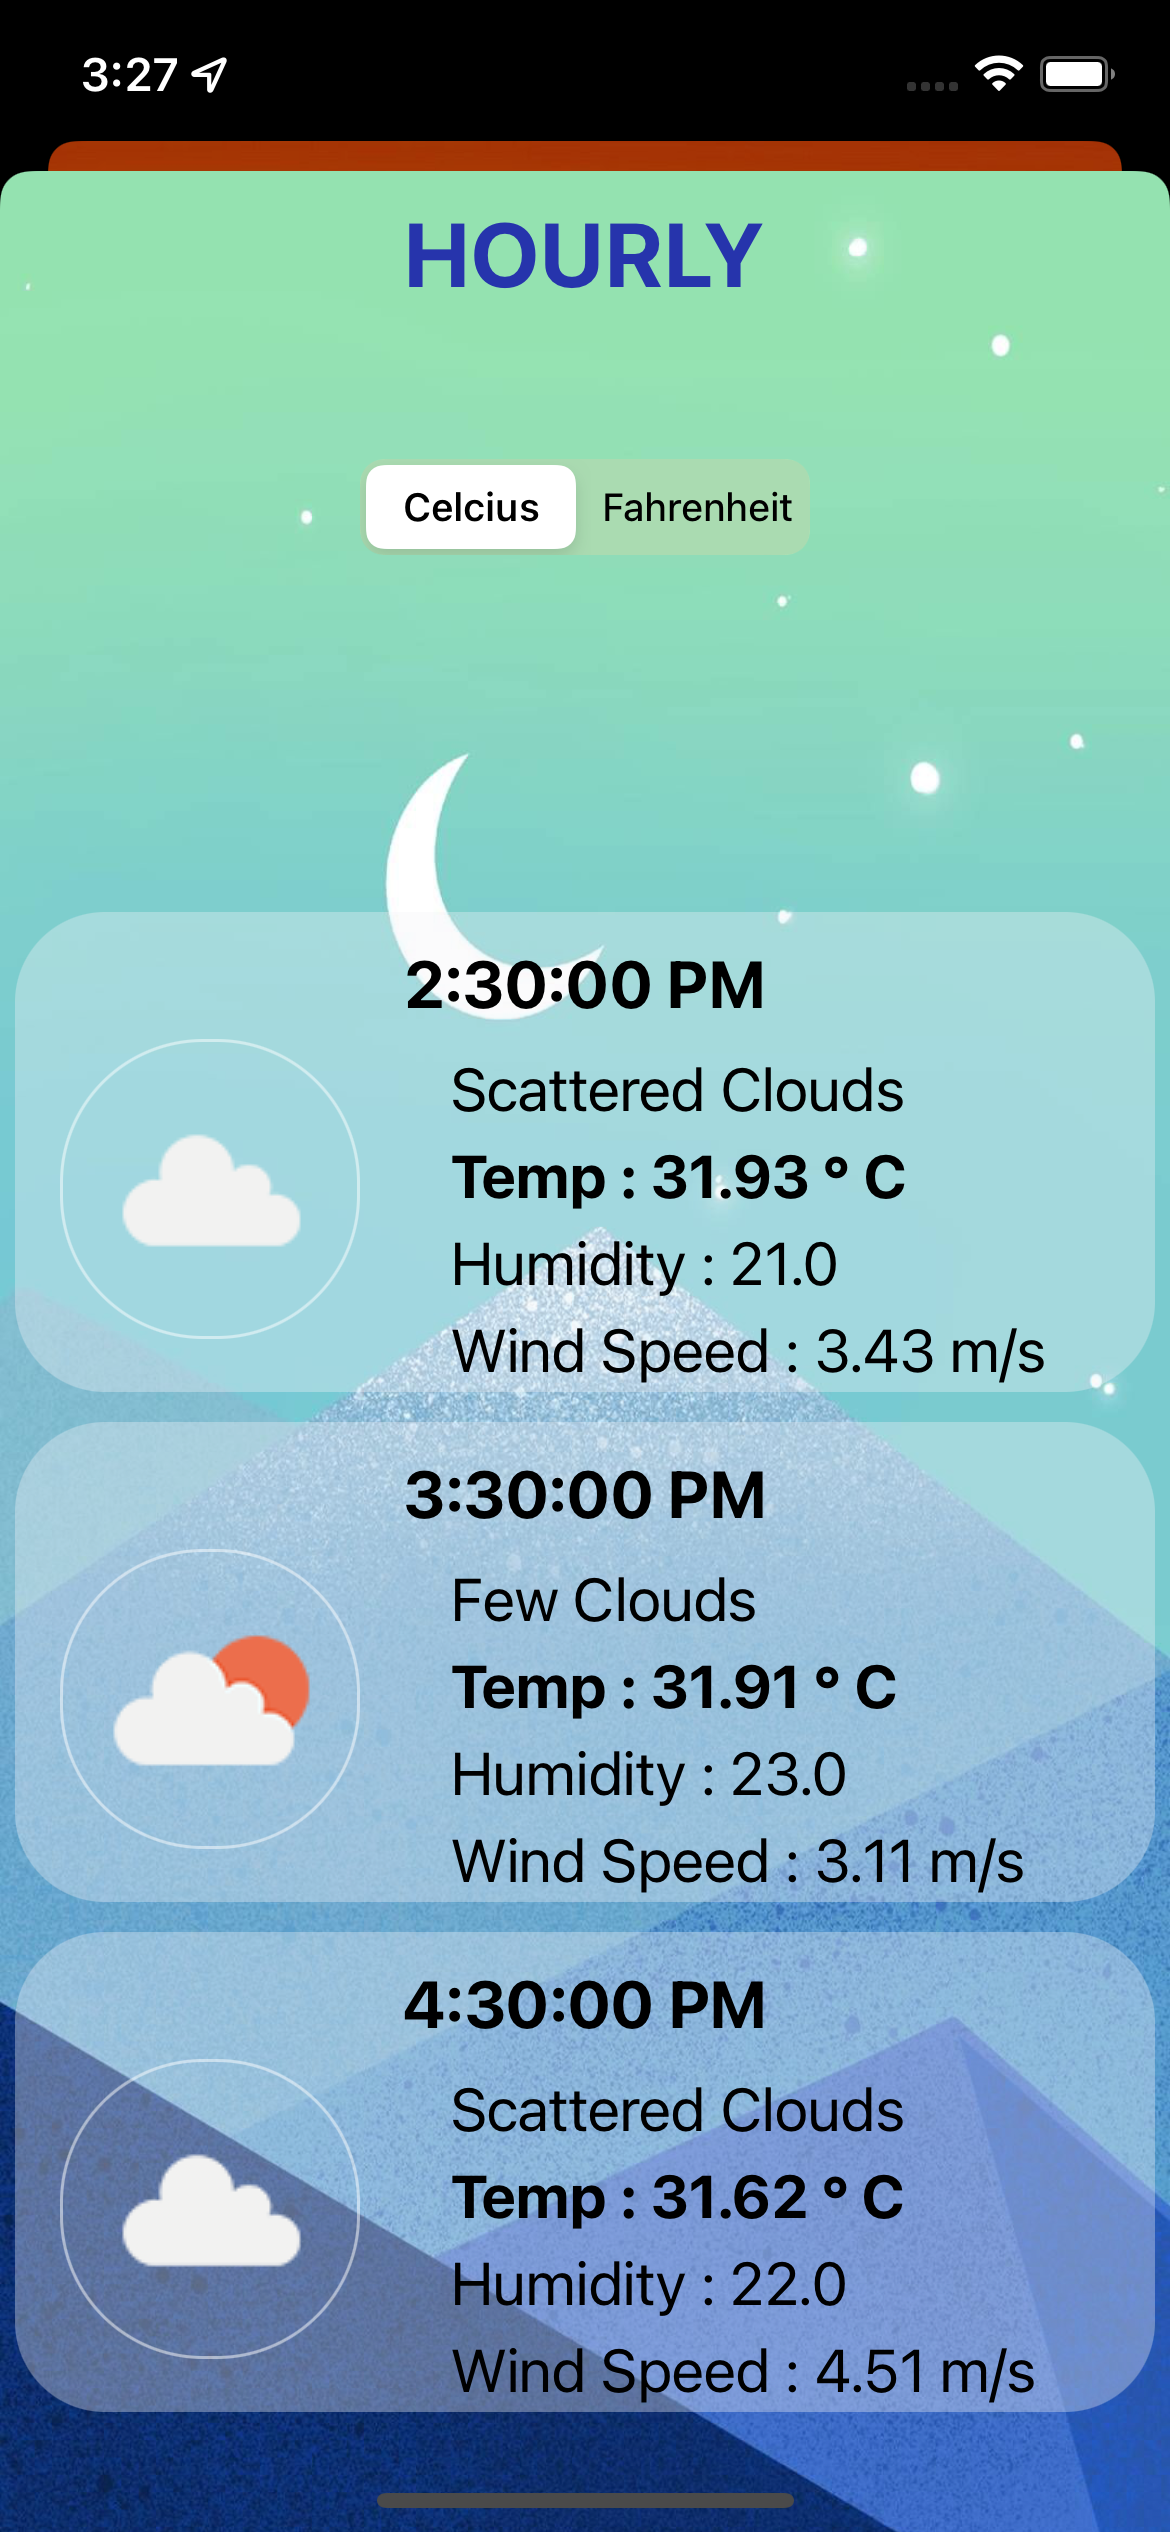 3:27
HOURLY
Celcius Fahrenheit
2:30:00 PM
Scattered Clouds
Temp : 31.93 ° C
Humidity : 21.0
Wind Speed : 3.43 m/s
3:30:00 PM
Few Clouds
Temp : 31.91 ° C
Humidity : 23.0
Wind Speed : 3.11 m/s
4:30:00 PM
Scattered Clouds
Temp : 31.62 ° C
Humidity : 22.0
Wind Speed : 4.51 m/s